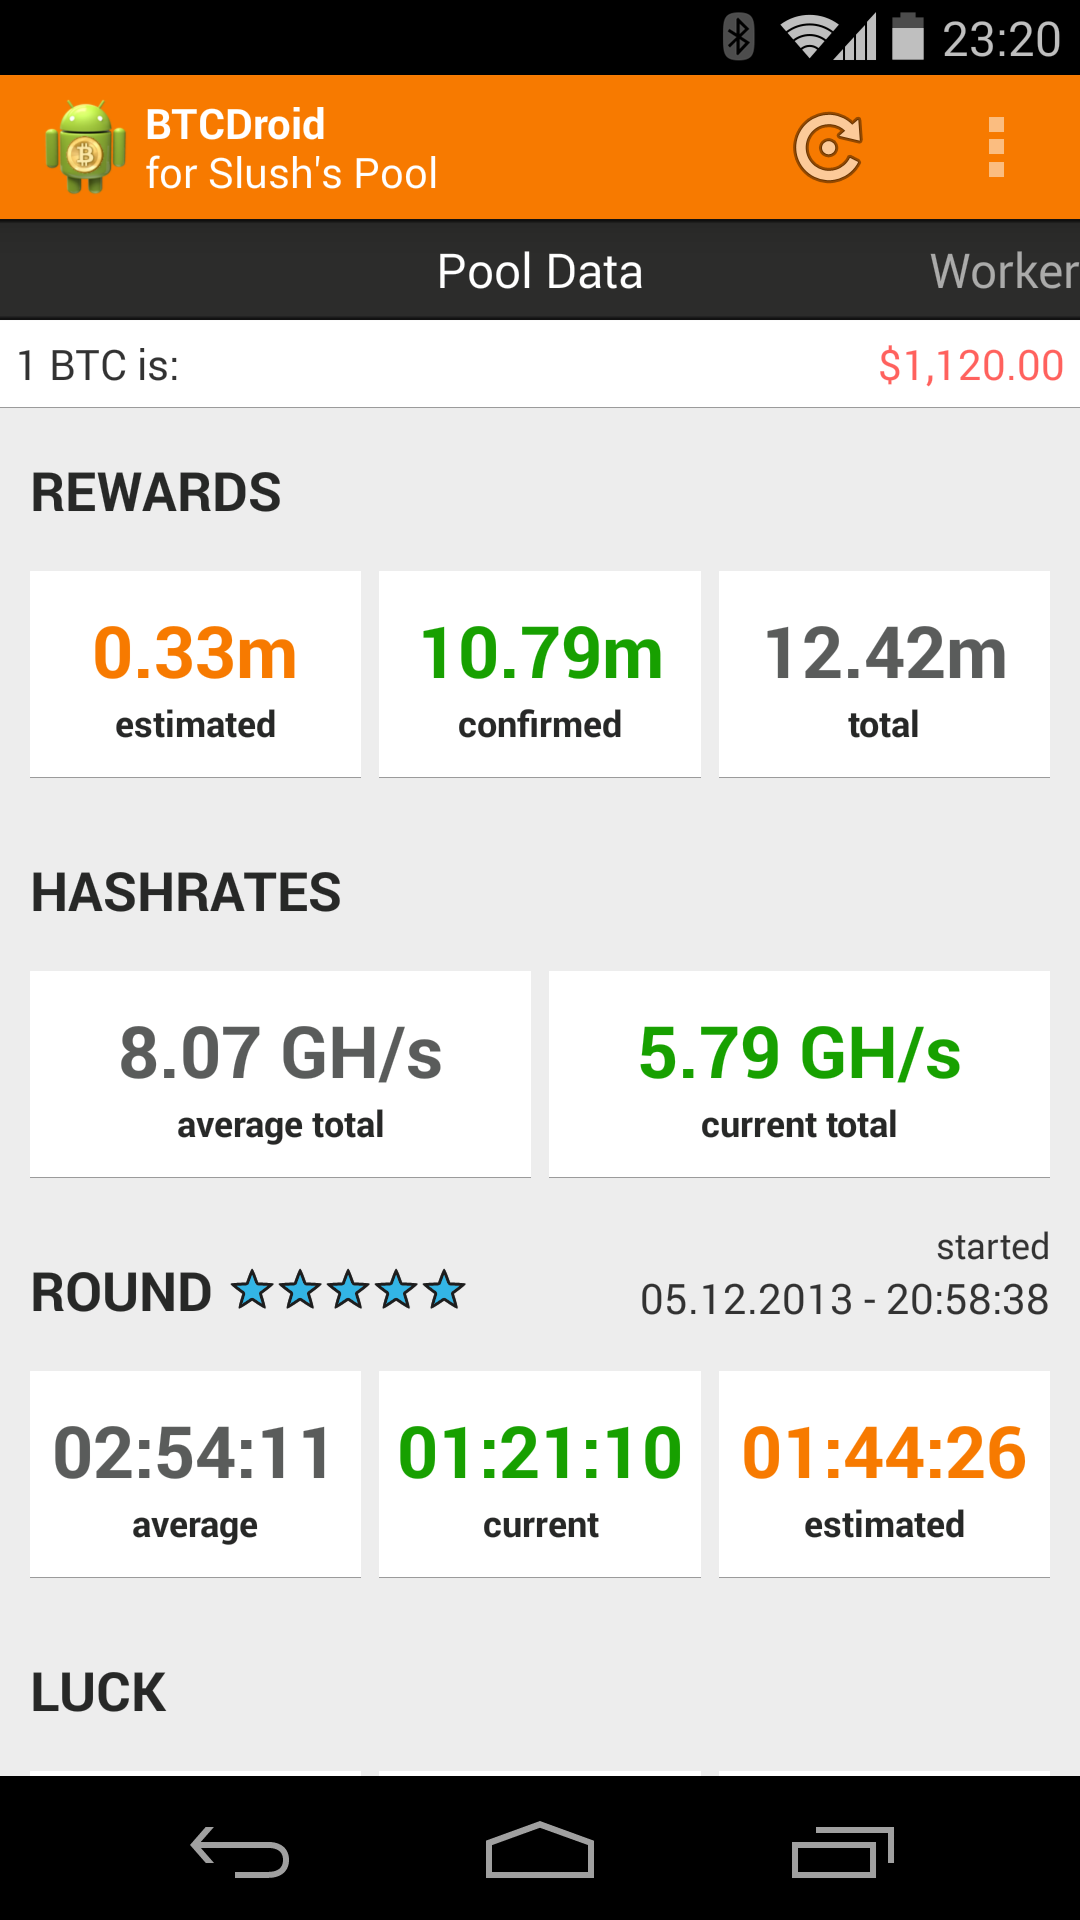 23:20
BTCDroid
for Slush's Pool
Pool Data Worker
1 BTC is: $1,120.00
REWARDS
0.33m 10.79m 12.42m
estimated confirmed total
HASHRATES
8.07 GH/s 5.79 GH/s
average total current total
started
ROUND 05.12.2013 - 20:58:38
02:54:11 01:21:10 01:44:26
average current estimated
LUCK